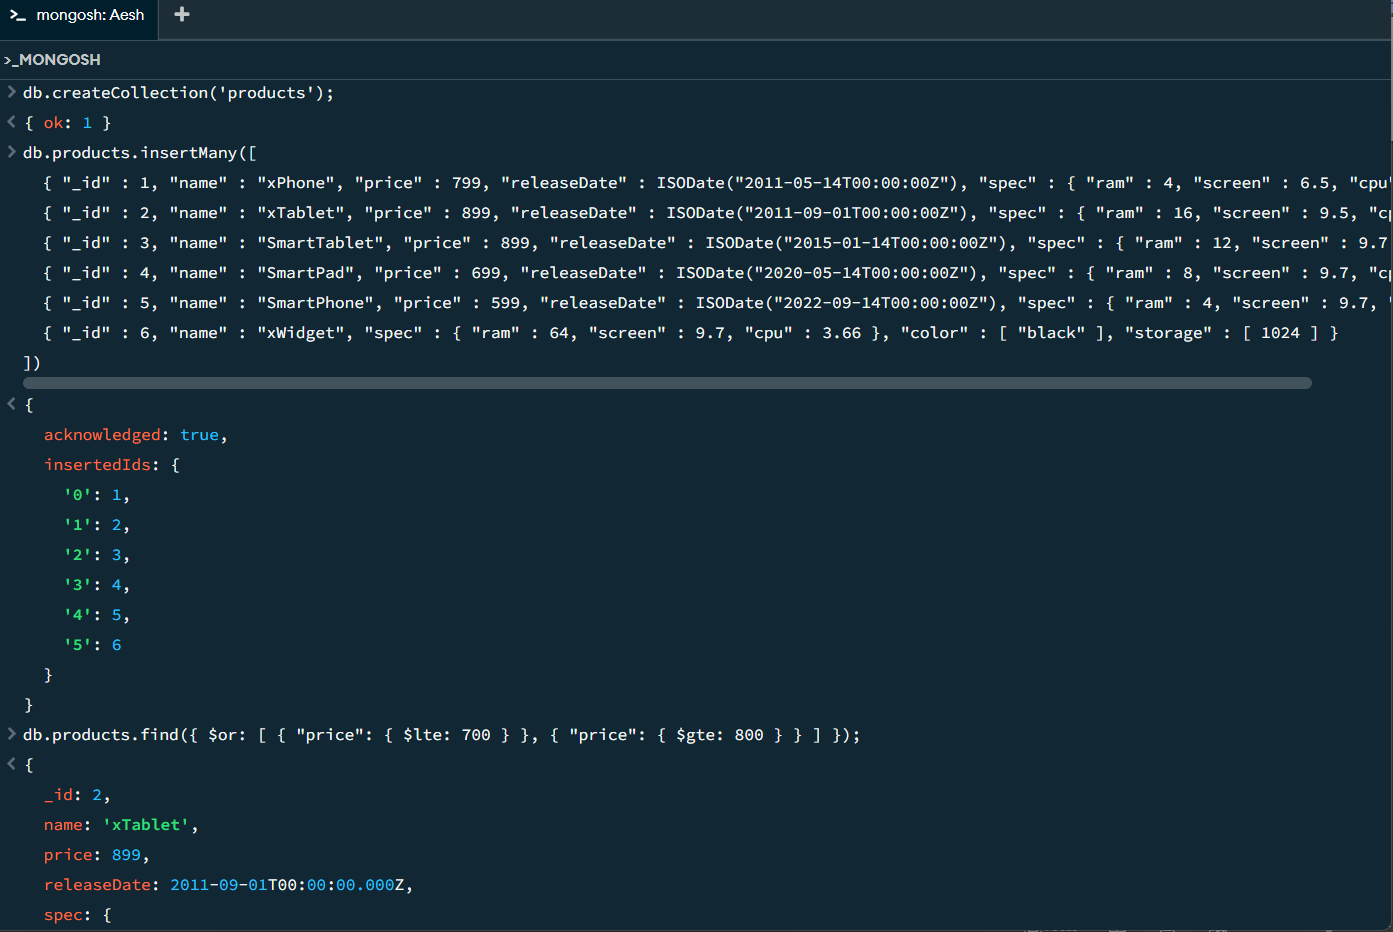 >_ mongosh: Aesh +
>_MONGOSH
> db.createCollection('products');
< { ok: 1 }
> db.products.insertMany([
{ "_id" : 1, "name" : "xPhone", "price" : 799, "releaseDate" : ISODate("2011-05-14T00:00:00Z"), "spec" : { "ram" : 4, "screen" : 6.5, "cpu"
{ "_id" : 2, "name" : "xTablet", "price" : 899, "releaseDate" : ISODate("2011-09-01T00:00:00Z"), "spec" : { "ram" : 16, "screen" : 9.5,
{ "_id" : 3, "name" : "SmartTablet", "price" : 899, "releaseDate" : ISODate("2015-01-14T00:00:00Z"), "spec" : { "ram" : 12, "screen" : 9.7
{ "_id" : 4, "name" : "SmartPad", "price" : 699, "releaseDate" : ISODate("2020-05-14T00:00:00Z"), "spec" : { "ram" : 8, "screen" : 9.7,
{ "_id" : 5, "name" : "SmartPhone", "price" : 599, "releaseDate" : ISODate("2022-09-14T00:00:00Z"), "spec" : { "ram" : 4, "screen" : 9.7,
{ "_id" : 6, "name" : "xWidget", "spec" : { "ram" : 64, "screen" : 9.7, "cpu" : 3.66 }, "color" : [ "black" ], "storage" : [ 1024 ] }
])
< {
acknowledged: true,
insertedIds: {
'0': 1,
'1': 2,
'2': 3,
'3': 4,
'4': 5,
'5': 6
}
}
> db.products.find({ $or: [ { "price": { $lte: 700 } }, { "price": { $gte: 800 } } ] });
< {
_id: 2,
name: 'xTablet',
price: 899,
releaseDate: 2011-09-01T00:00:00.000Z,
spec: {